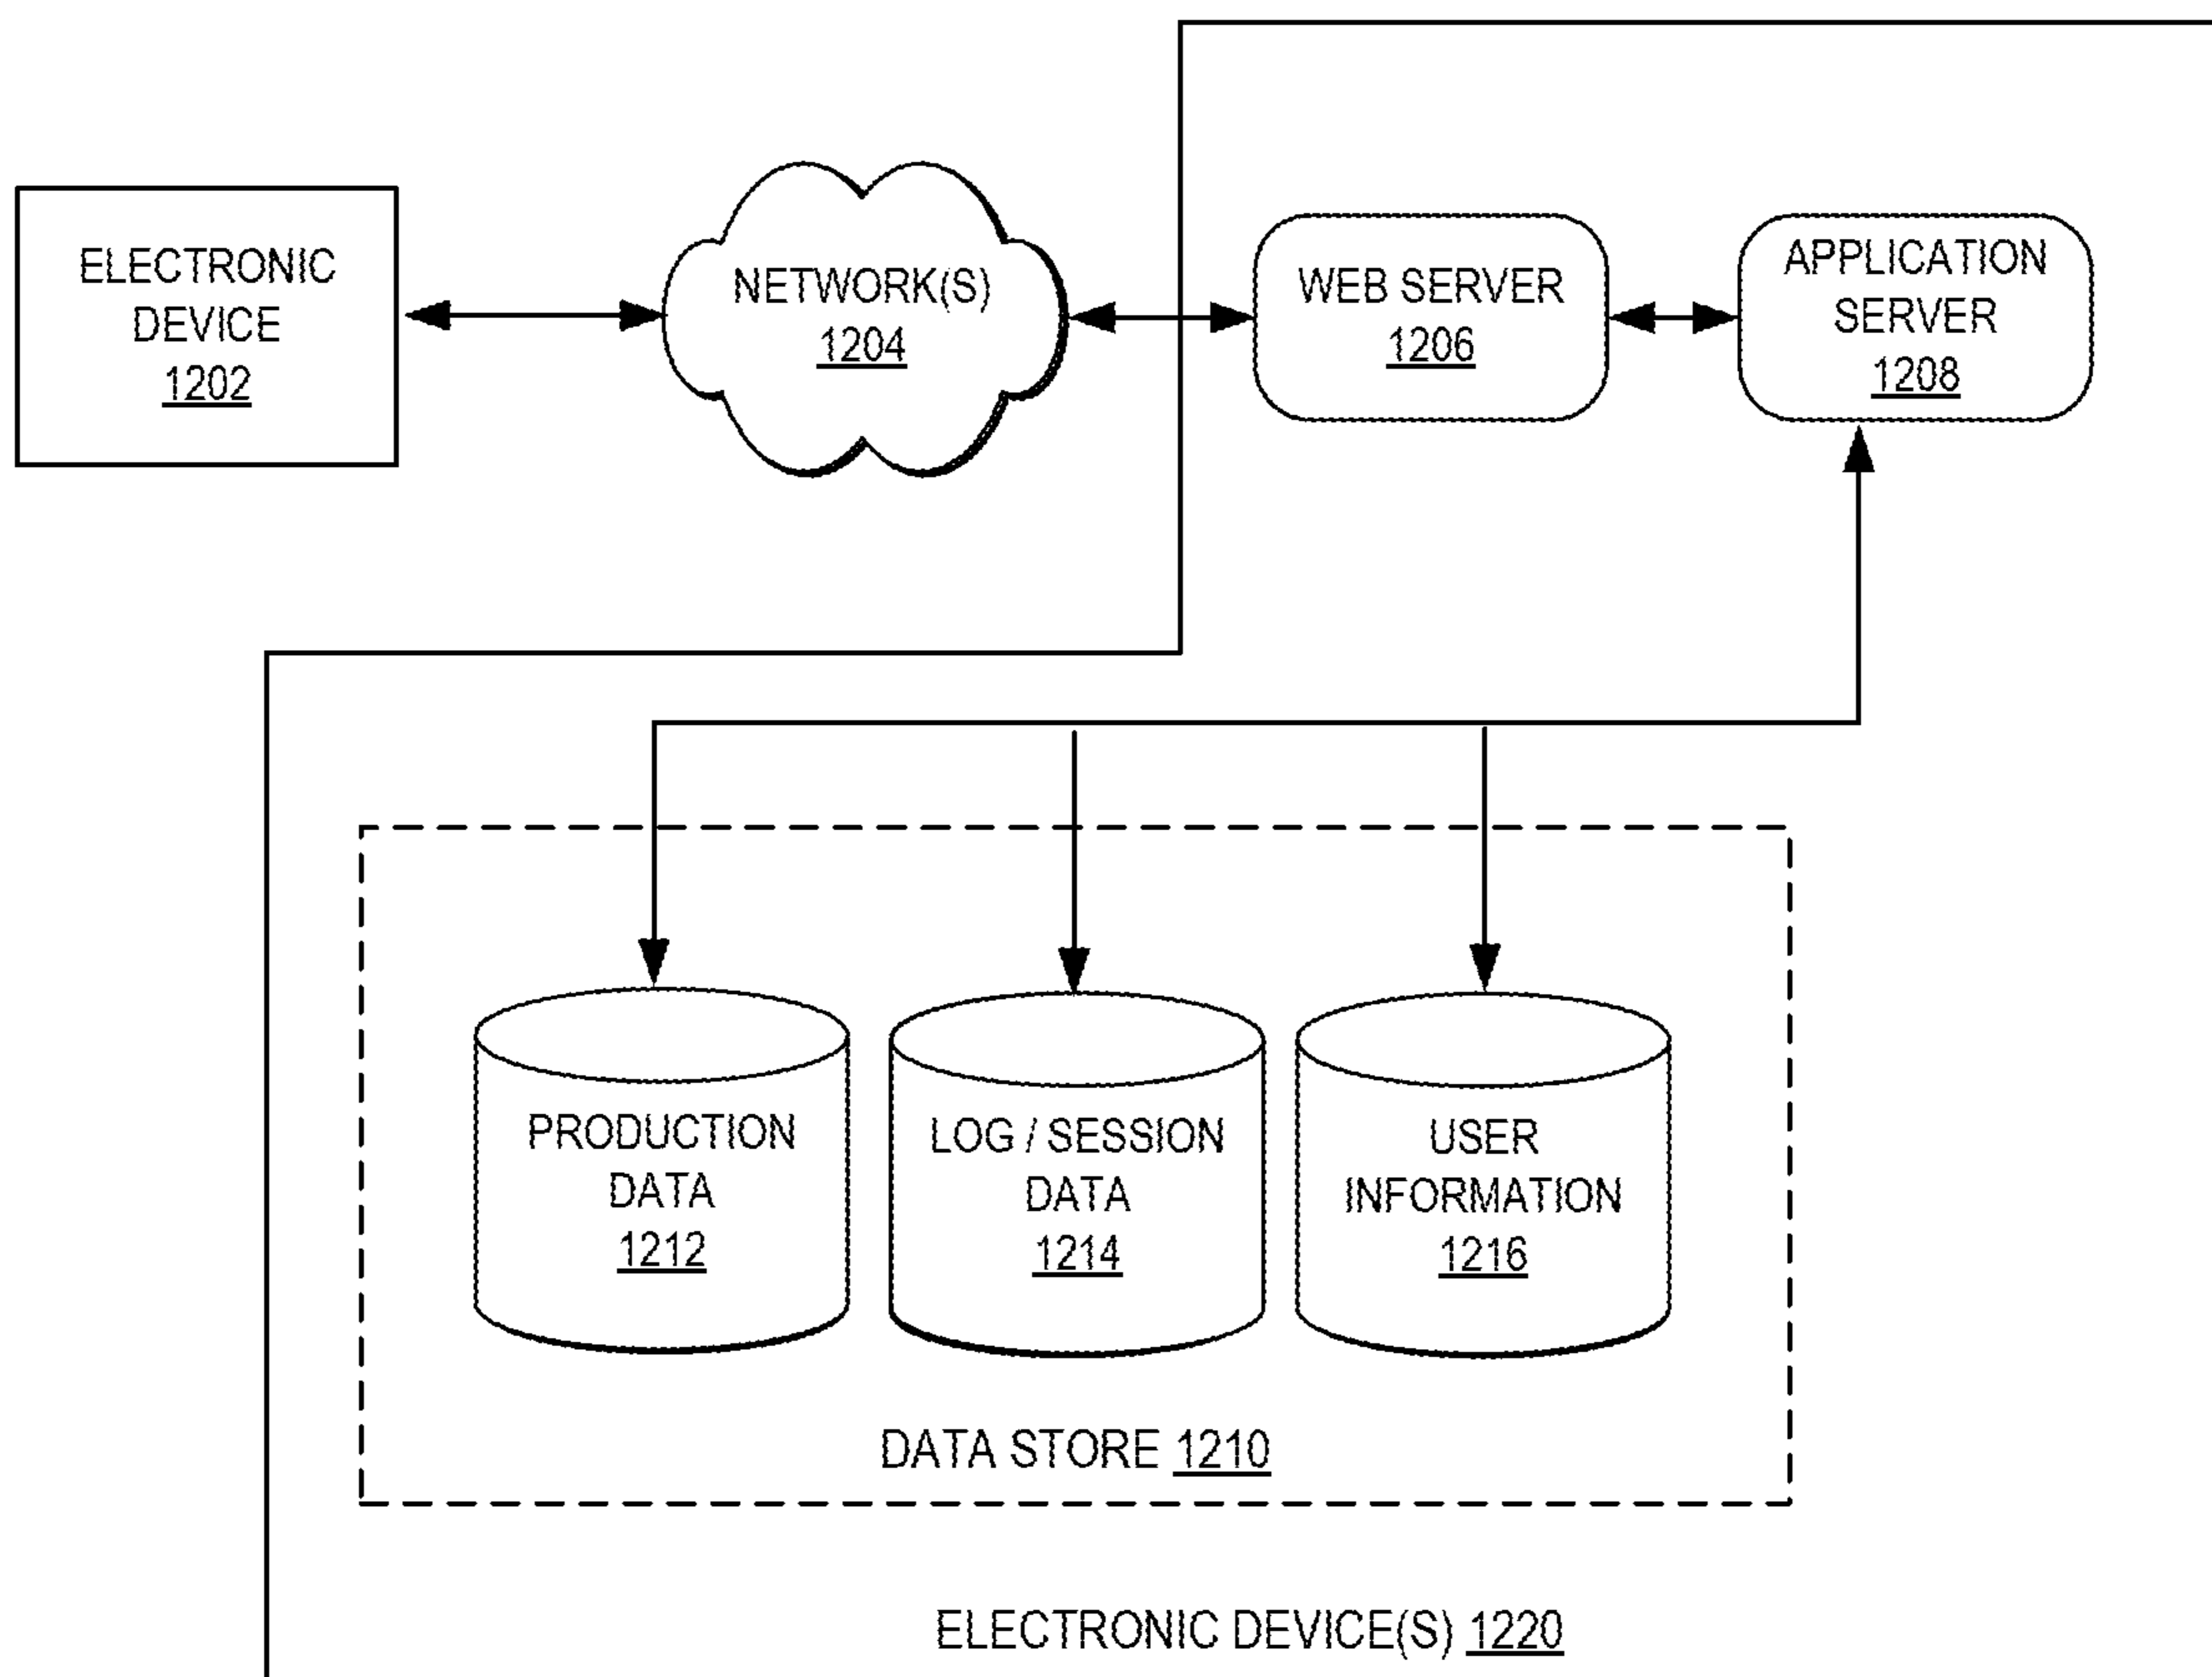 ELECTRONIC
DEVICE
1202
NETWORK(S)
1204
WEB SERVER
1206
APPLICATION
SERVER
1208
PRODUCTION
DATA
1212
LOG / SESSION
DATA
1214
USER
INFORMATION
1216
DATA STORE 1210
ELECTRONIC DEVICE(S) 1220